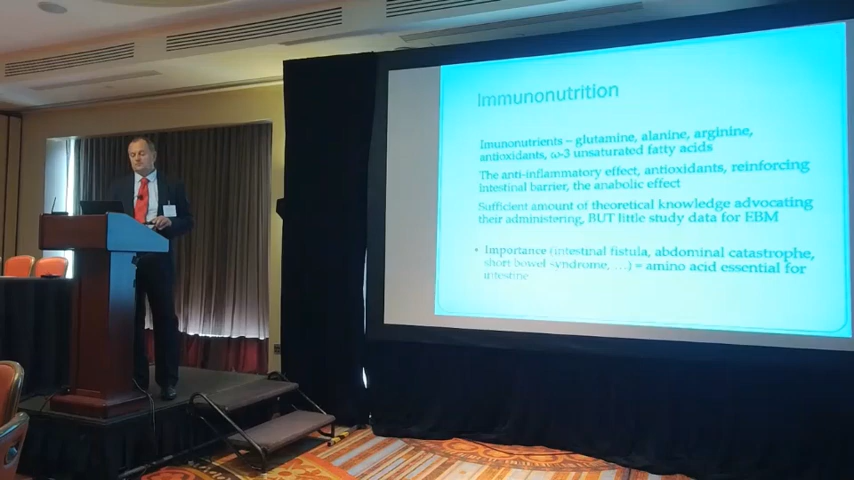 Immunonutrition
Imunonutrients – glutamine, alanine, arginine,
antioxidants, ω-3 unsaturated fatty acids
The anti-inflammatory effect, antioxidants, reinforcing
intestinal barrier, the anabolic effect
Sufficient amount of theoretical knowledge advocating
their administering, BUT little study data for EBM
• Importance (intestinal fistula, abdominal catastrophe,
short bowel syndrome, …) = amino acid essential for
intestine